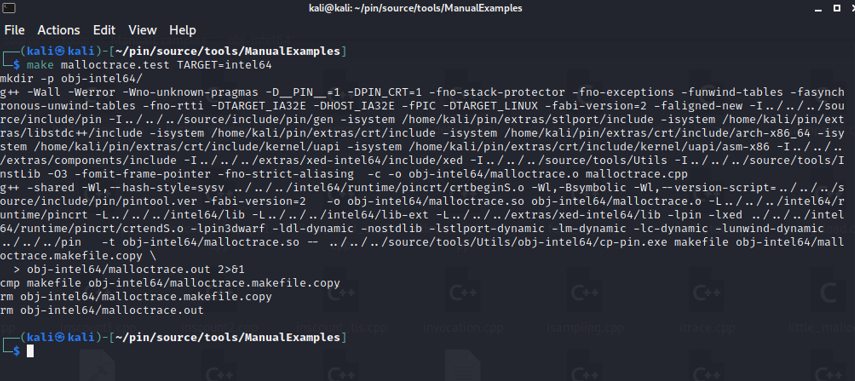 kali@kali: ~/pin/source/tools/ManualExamples
File Actions Edit View Help
┌──(kali㉿kali)-[~/pin/source/tools/ManualExamples]
└─$ make malloctrace.test TARGET=intel64
mkdir -p obj-intel64/
g++ -Wall -Werror -Wno-unknown-pragmas -D__PIN__=1 -DPIN_CRT=1 -fno-stack-protector -fno-exceptions -funwind-tables -fasynch
ronous-unwind-tables -fno-rtti -DTARGET_IA32E -DHOST_IA32E -fPIC -DTARGET_LINUX -fabi-version=2 -faligned-new -I../../../sou
rce/include/pin -I../../../source/include/pin/gen -isystem /home/kali/pin/extras/stlport/include -isystem /home/kali/pin/ext
ras/libstdc++/include -isystem /home/kali/pin/extras/crt/include -isystem /home/kali/pin/extras/crt/include/arch-x86_64 -isy
stem /home/kali/pin/extras/crt/include/kernel/uapi -isystem /home/kali/pin/extras/crt/include/kernel/uapi/asm-x86 -I../../..
/extras/components/include -I../../../extras/xed-intel64/include/xed -I../../../source/tools/Utils -I../../../source/tools/I
nstLib -O3 -fomit-frame-pointer -fno-strict-aliasing  -c -o obj-intel64/malloctrace.o malloctrace.cpp
g++ -shared -Wl,--hash-style=sysv ../../../intel64/runtime/pincrt/crtbeginS.o -Wl,-Bsymbolic -Wl,--version-script=../../../s
ource/include/pin/pintool.ver -fabi-version=2   -o obj-intel64/malloctrace.so obj-intel64/malloctrace.o -L../../../intel64/r
untime/pincrt -L../../../intel64/lib -L../../../intel64/lib-ext -L../../../extras/xed-intel64/lib -lpin -lxed ../../../intel
64/runtime/pincrt/crtendS.o -lpin3dwarf -ldl-dynamic -nostdlib -lstlport-dynamic -lm-dynamic -lc-dynamic -lunwind-dynamic
../../../pin   -t obj-intel64/malloctrace.so -- ../../../source/tools/Utils/obj-intel64/cp-pin.exe makefile obj-intel64/mall
octrace.makefile.copy \
  > obj-intel64/malloctrace.out 2>&1
cmp makefile obj-intel64/malloctrace.makefile.copy
rm obj-intel64/malloctrace.makefile.copy
rm obj-intel64/malloctrace.out
┌──(kali㉿kali)-[~/pin/source/tools/ManualExamples]
└─$